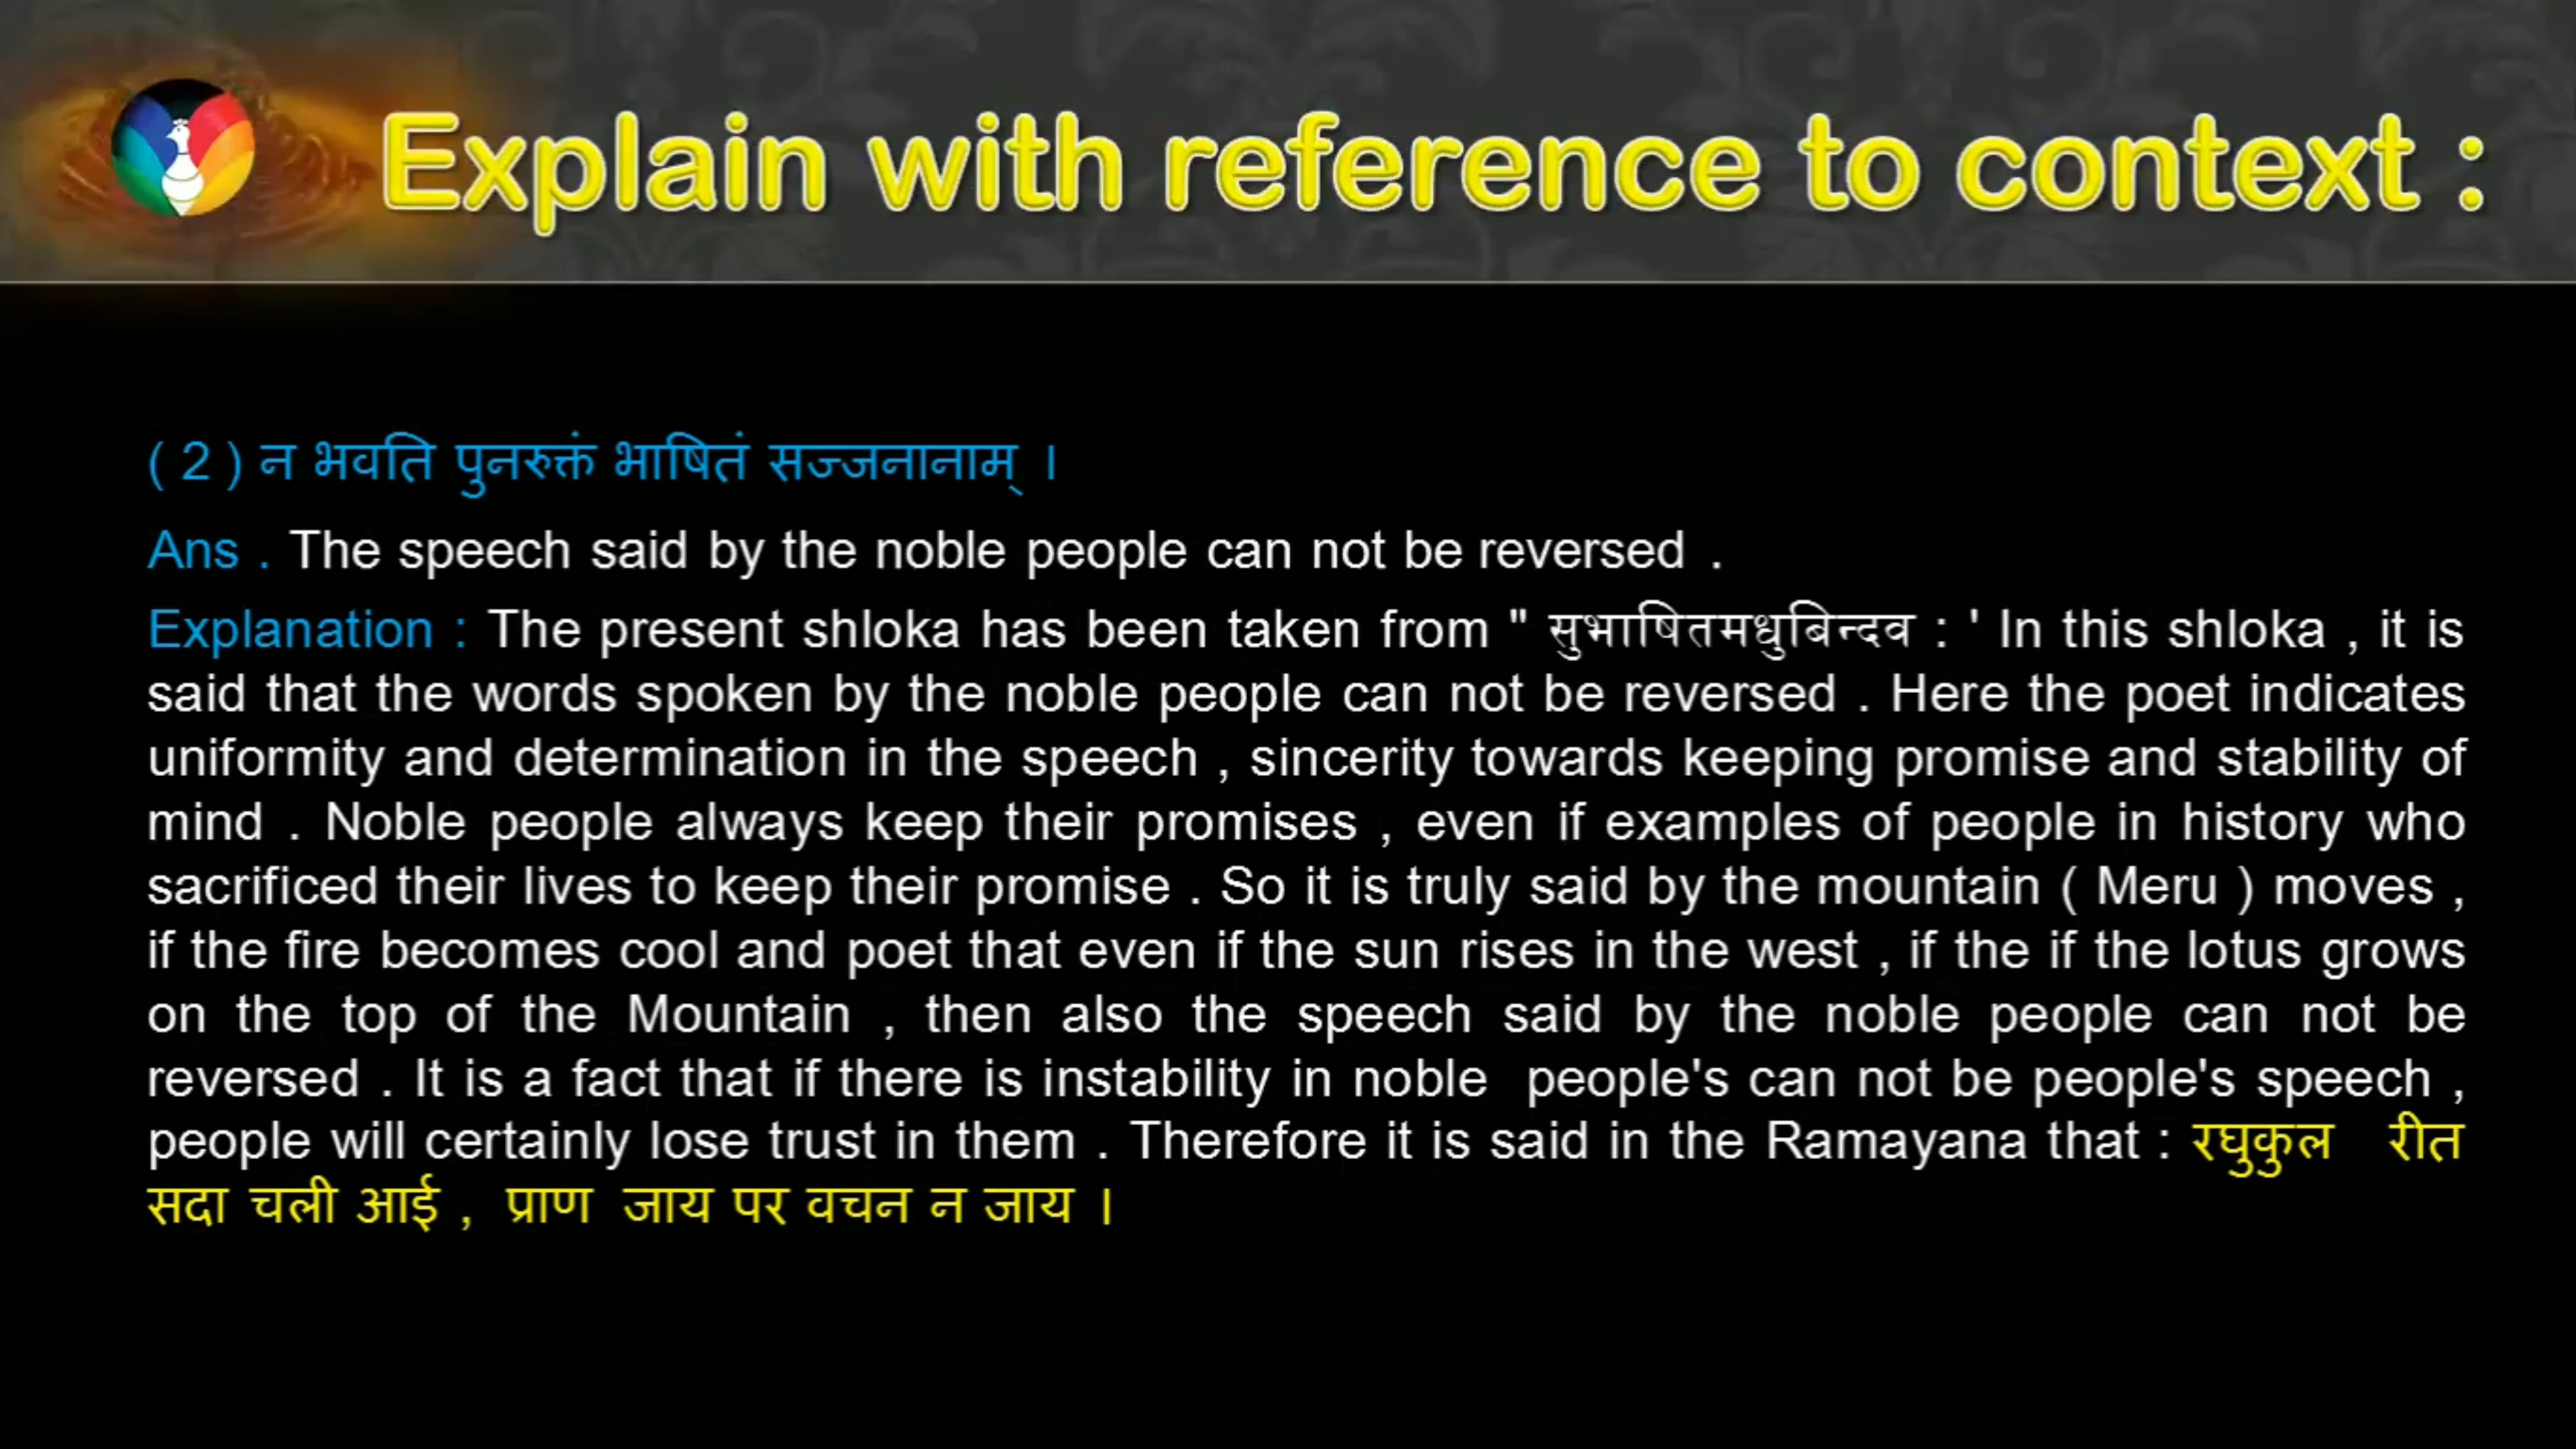 Explain with reference to context :
( 2 ) न भवति पुनरुक्तं भाषितं सज्जनानाम् ।
Ans . The speech said by the noble people can not be reversed .
Explanation : The present shloka has been taken from " सुभाषितमधुबिन्दव : ' In this shloka , it is
said that the words spoken by the noble people can not be reversed . Here the poet indicates
uniformity and determination in the speech , sincerity towards keeping promise and stability of
mind . Noble people always keep their promises , even if examples of people in history who
sacrificed their lives to keep their promise . So it is truly said by the mountain ( Meru ) moves ,
if the fire becomes cool and poet that even if the sun rises in the west , if the if the lotus grows
on the top of the Mountain , then also the speech said by the noble people can not be
reversed . It is a fact that if there is instability in noble people's can not be people's speech ,
people will certainly lose trust in them . Therefore it is said in the Ramayana that : रघुकुल रीत
सदा चली आई , प्राण जाय पर वचन न जाय ।